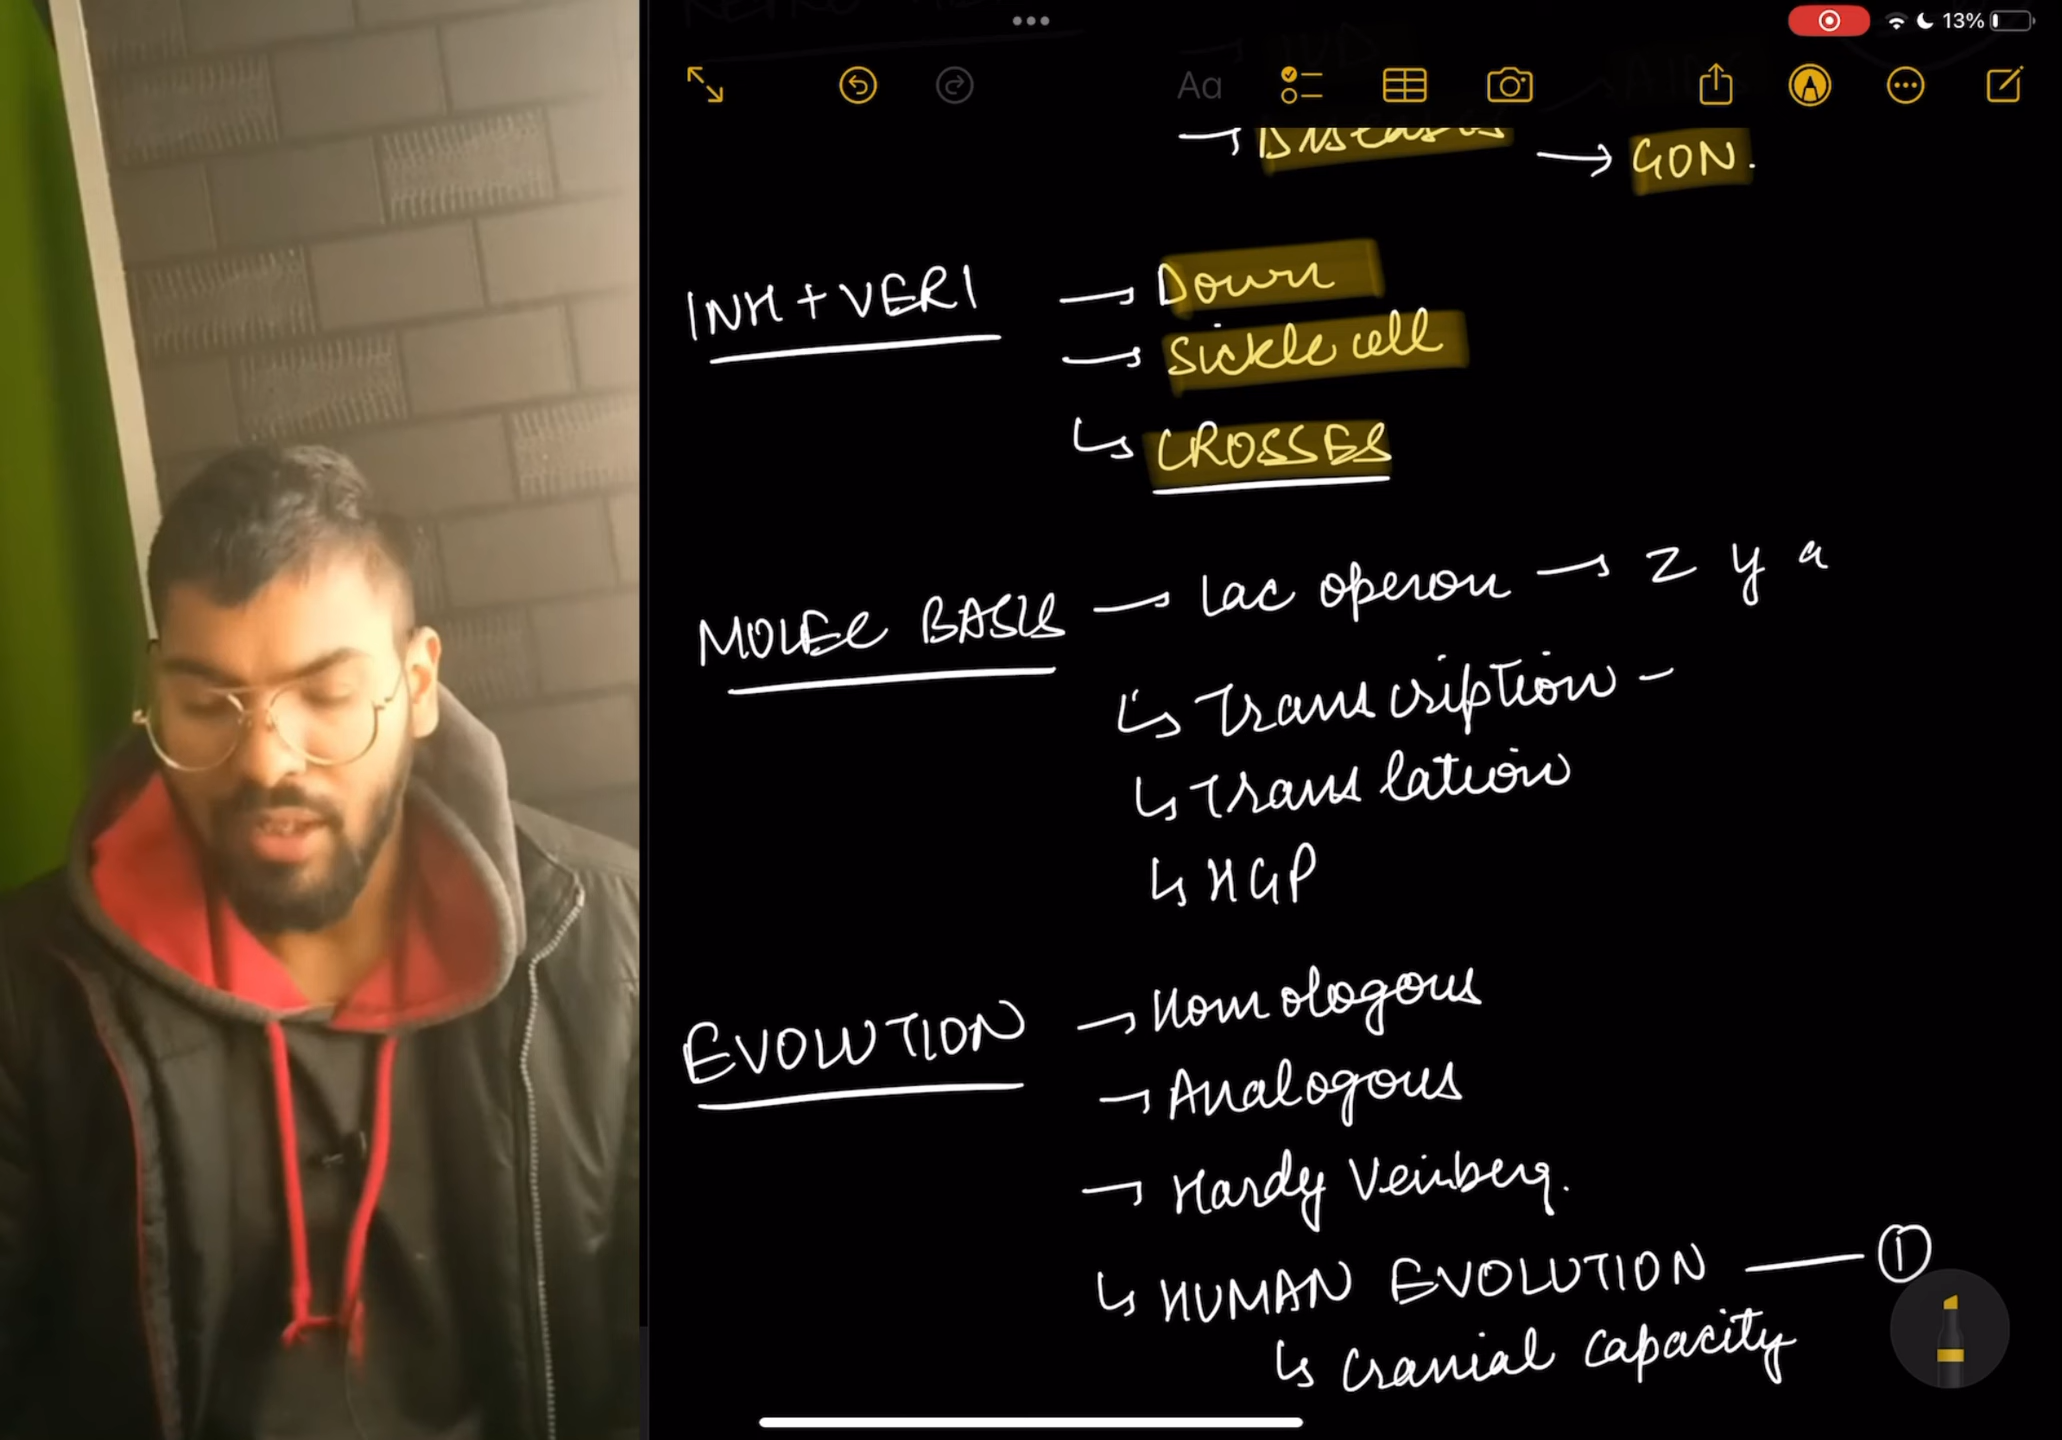 13%
Aa
→ Diseases → GON.
INH + VERI → Down
→ Sickle cell
↳ CROSSES
MOLEC BASIS → lac operon → z y a
↳ Transcription -
↳ Translation
↳ HGP
EVOLUTION → Homologous
→ Analogous
→ Hardy Veinberg.
↳ HUMAN EVOLUTION — ①
↳ Cranial capacity